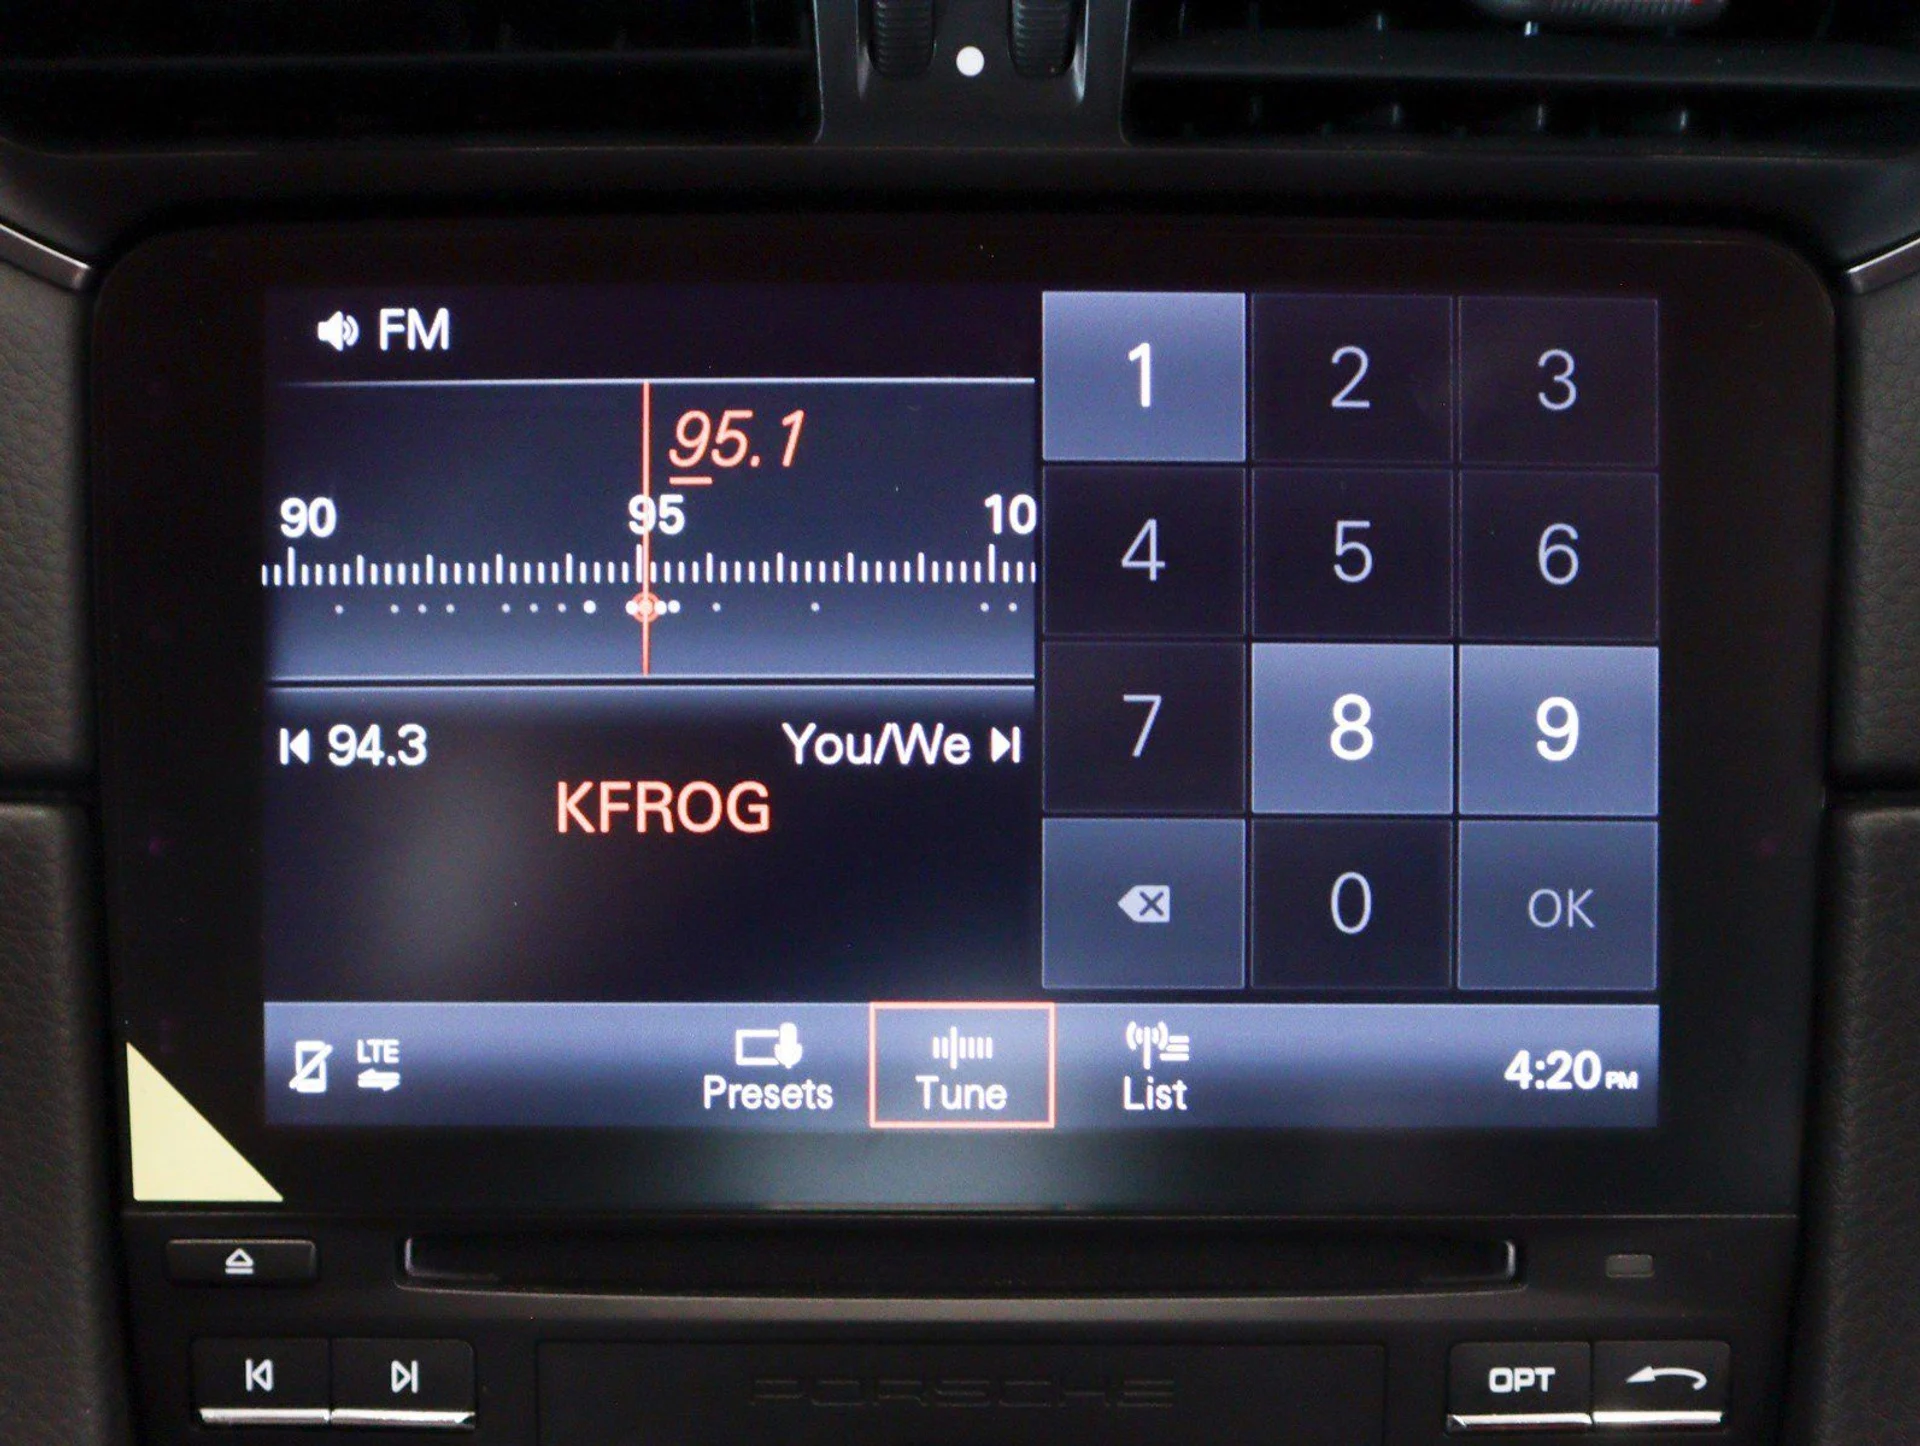 FM
95.1
90 95 10
94.3 You/We
KFROG
1 2 3
4 5 6
7 8 9
0 OK
LTE
Presets Tune List 4:20 PM
OPT
PORSCHE